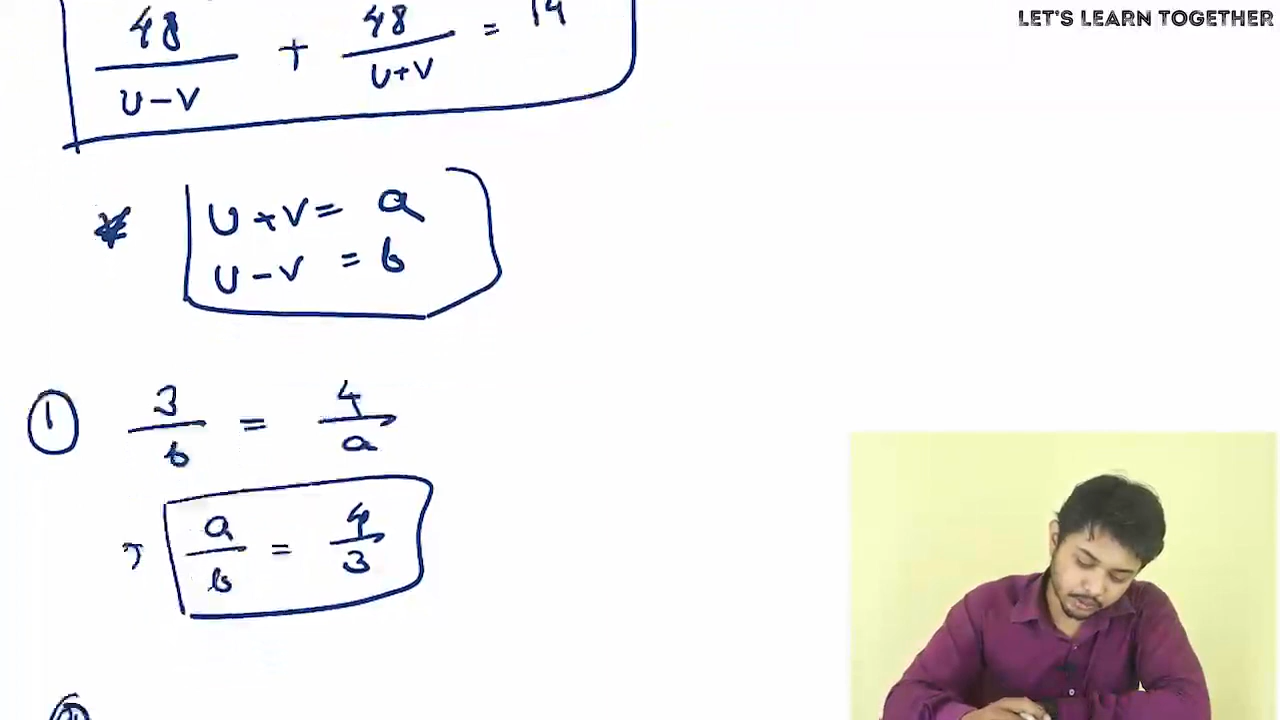 LET'S LEARN TOGETHER
48/(U-V) + 48/(U+V) = 14
* U+V = a
U-V = b
① 3/b = 4/a
a/b = 4/3